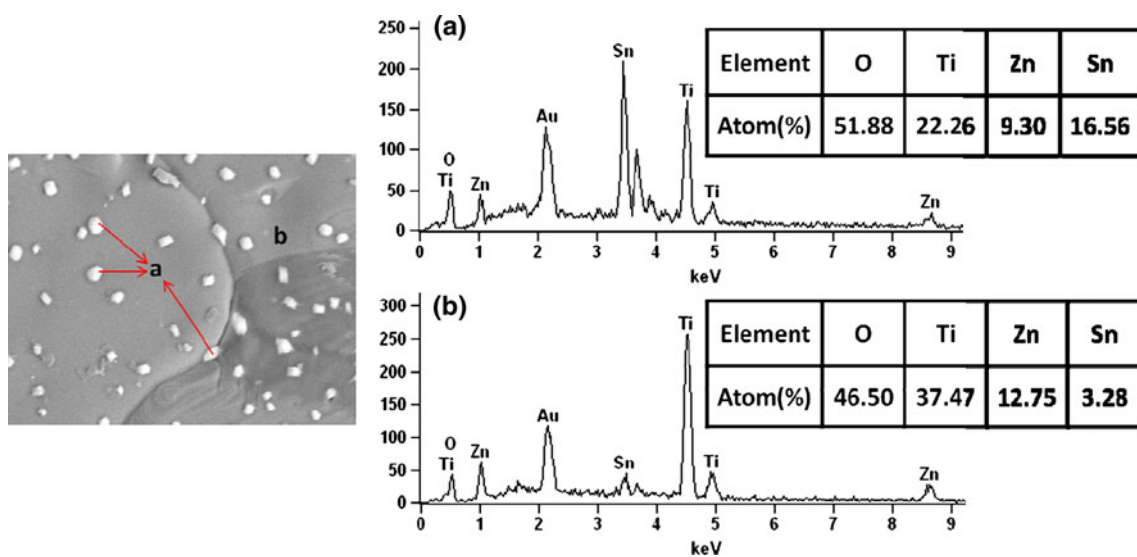 a
b
(a)
250
200
150
100
50
0
O
Ti
Zn
Au
Sn
Ti
Ti
Zn
0 1 2 3 4 5 6 7 8 9
keV
Element O Ti Zn Sn
Atom(%) 51.88 22.26 9.30 16.56
(b)
300
250
200
150
100
50
0
O
Ti
Zn
Au
Sn
Ti
Ti
Zn
0 1 2 3 4 5 6 7 8 9
keV
Element O Ti Zn Sn
Atom(%) 46.50 37.47 12.75 3.28